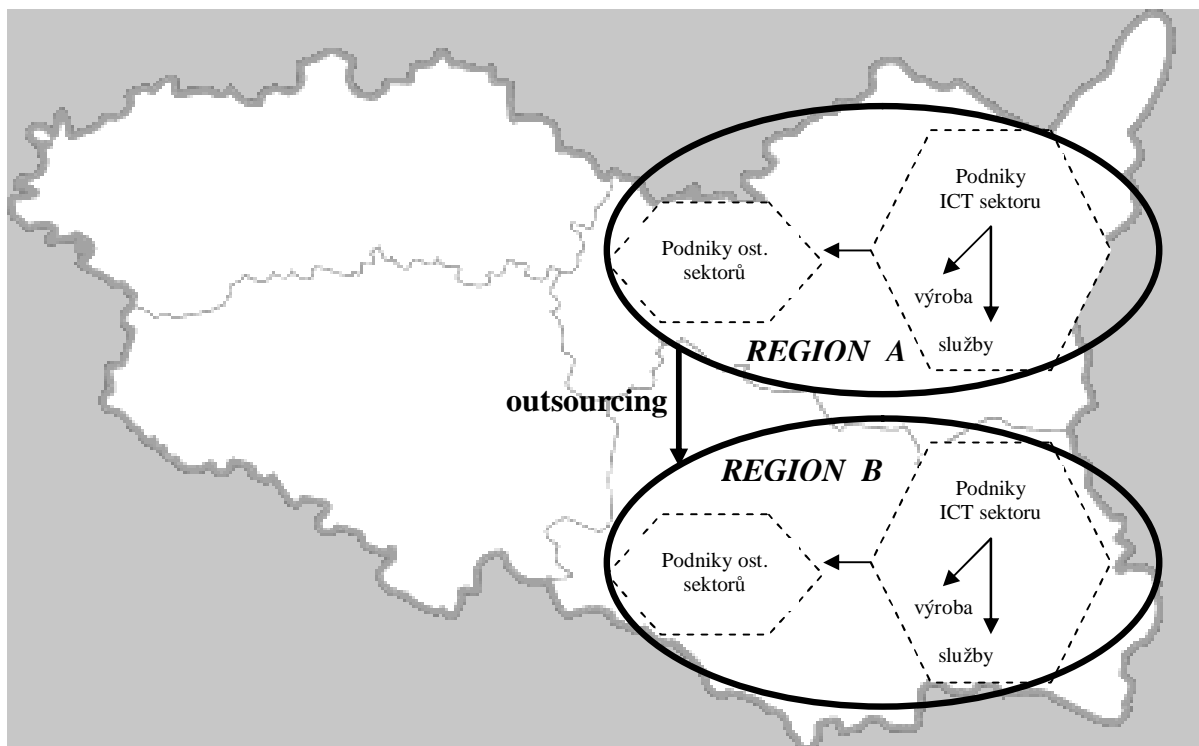 Podniky
ICT sektoru
Podniky ost.
sektorů
výroba
služby
REGION A
outsourcing
REGION B
Podniky
ICT sektoru
Podniky ost.
sektorů
výroba
služby